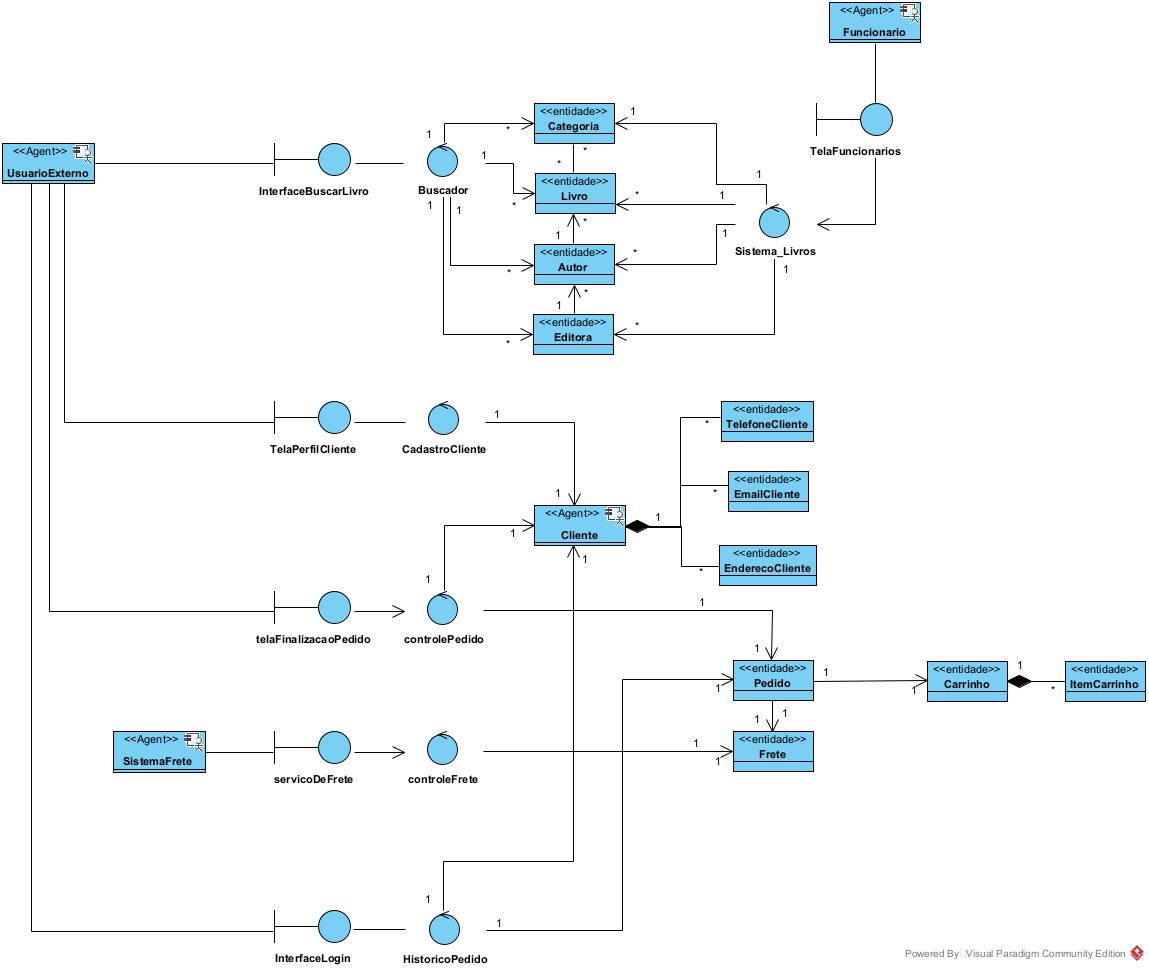 <<Agent>>
Funcionario
TelaFuncionarios
<<Agent>>
UsuarioExterno
InterfaceBuscarLivro
1
Buscador
1
1
1
*
*
*
*
<<entidade>>
Categoria
*
*
<<entidade>>
Livro
*
1
<<entidade>>
Autor
*
1
<<entidade>>
Editora
1
1
*
1
*
1
*
1
Sistema_Livros
TelaPerfilCliente
CadastroCliente
1
1
<<Agent>>
Cliente
1
<<entidade>>
TelefoneCliente
*
<<entidade>>
EmailCliente
*
<<entidade>>
EnderecoCliente
*
telaFinalizacaoPedido
controlePedido
1
1
1
1
1
<<entidade>>
Pedido
1
1
<<entidade>>
Carrinho
1
*
<<entidade>>
ItemCarrinho
1
1
1
<<entidade>>
Frete
<<Agent>>
SistemaFrete
servicoDeFrete
controleFrete
1
1
InterfaceLogin
HistoricoPedido
1
1
Powered By Visual Paradigm Community Edition